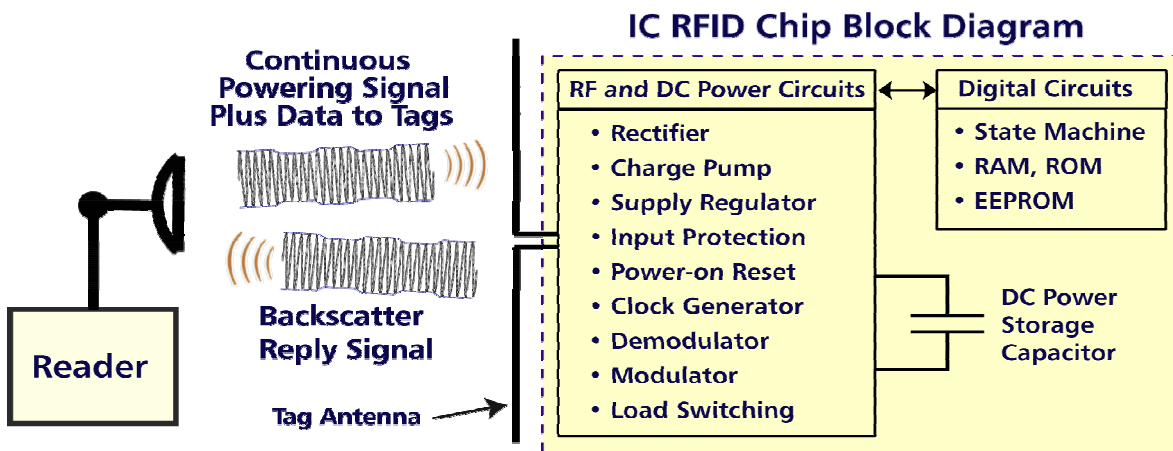 IC RFID Chip Block Diagram
Continuous
Powering Signal
Plus Data to Tags
Backscatter
Reply Signal
Reader
Tag Antenna
RF and DC Power Circuits
• Rectifier
• Charge Pump
• Supply Regulator
• Input Protection
• Power-on Reset
• Clock Generator
• Demodulator
• Modulator
• Load Switching
Digital Circuits
• State Machine
• RAM, ROM
• EEPROM
DC Power
Storage
Capacitor